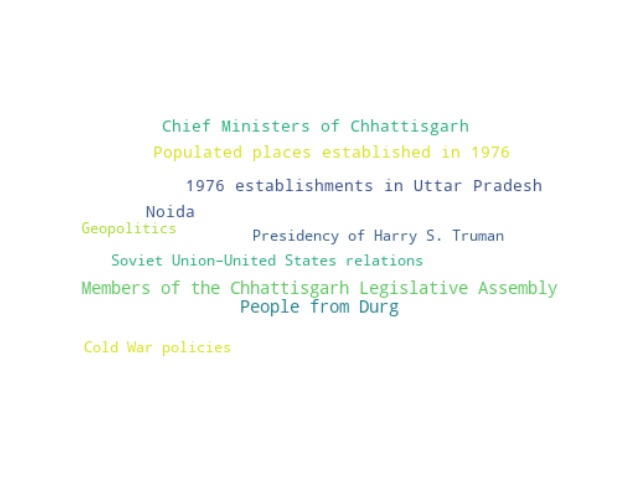 Chief Ministers of Chhattisgarh
Populated places established in 1976
1976 establishments in Uttar Pradesh
Noida
Geopolitics
Presidency of Harry S. Truman
Soviet Union–United States relations
Members of the Chhattisgarh Legislative Assembly
People from Durg
Cold War policies